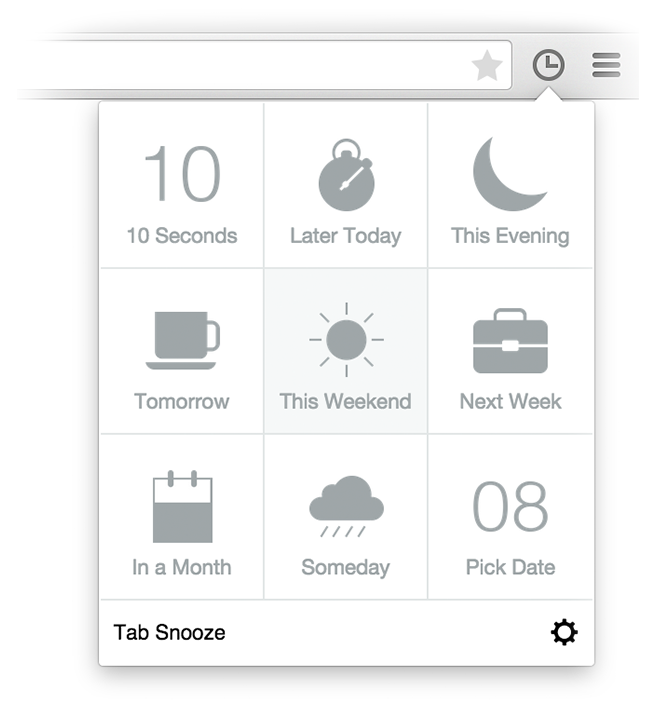 10
10 Seconds
Later Today
This Evening
Tomorrow
This Weekend
Next Week
In a Month
Someday
08
Pick Date
Tab Snooze